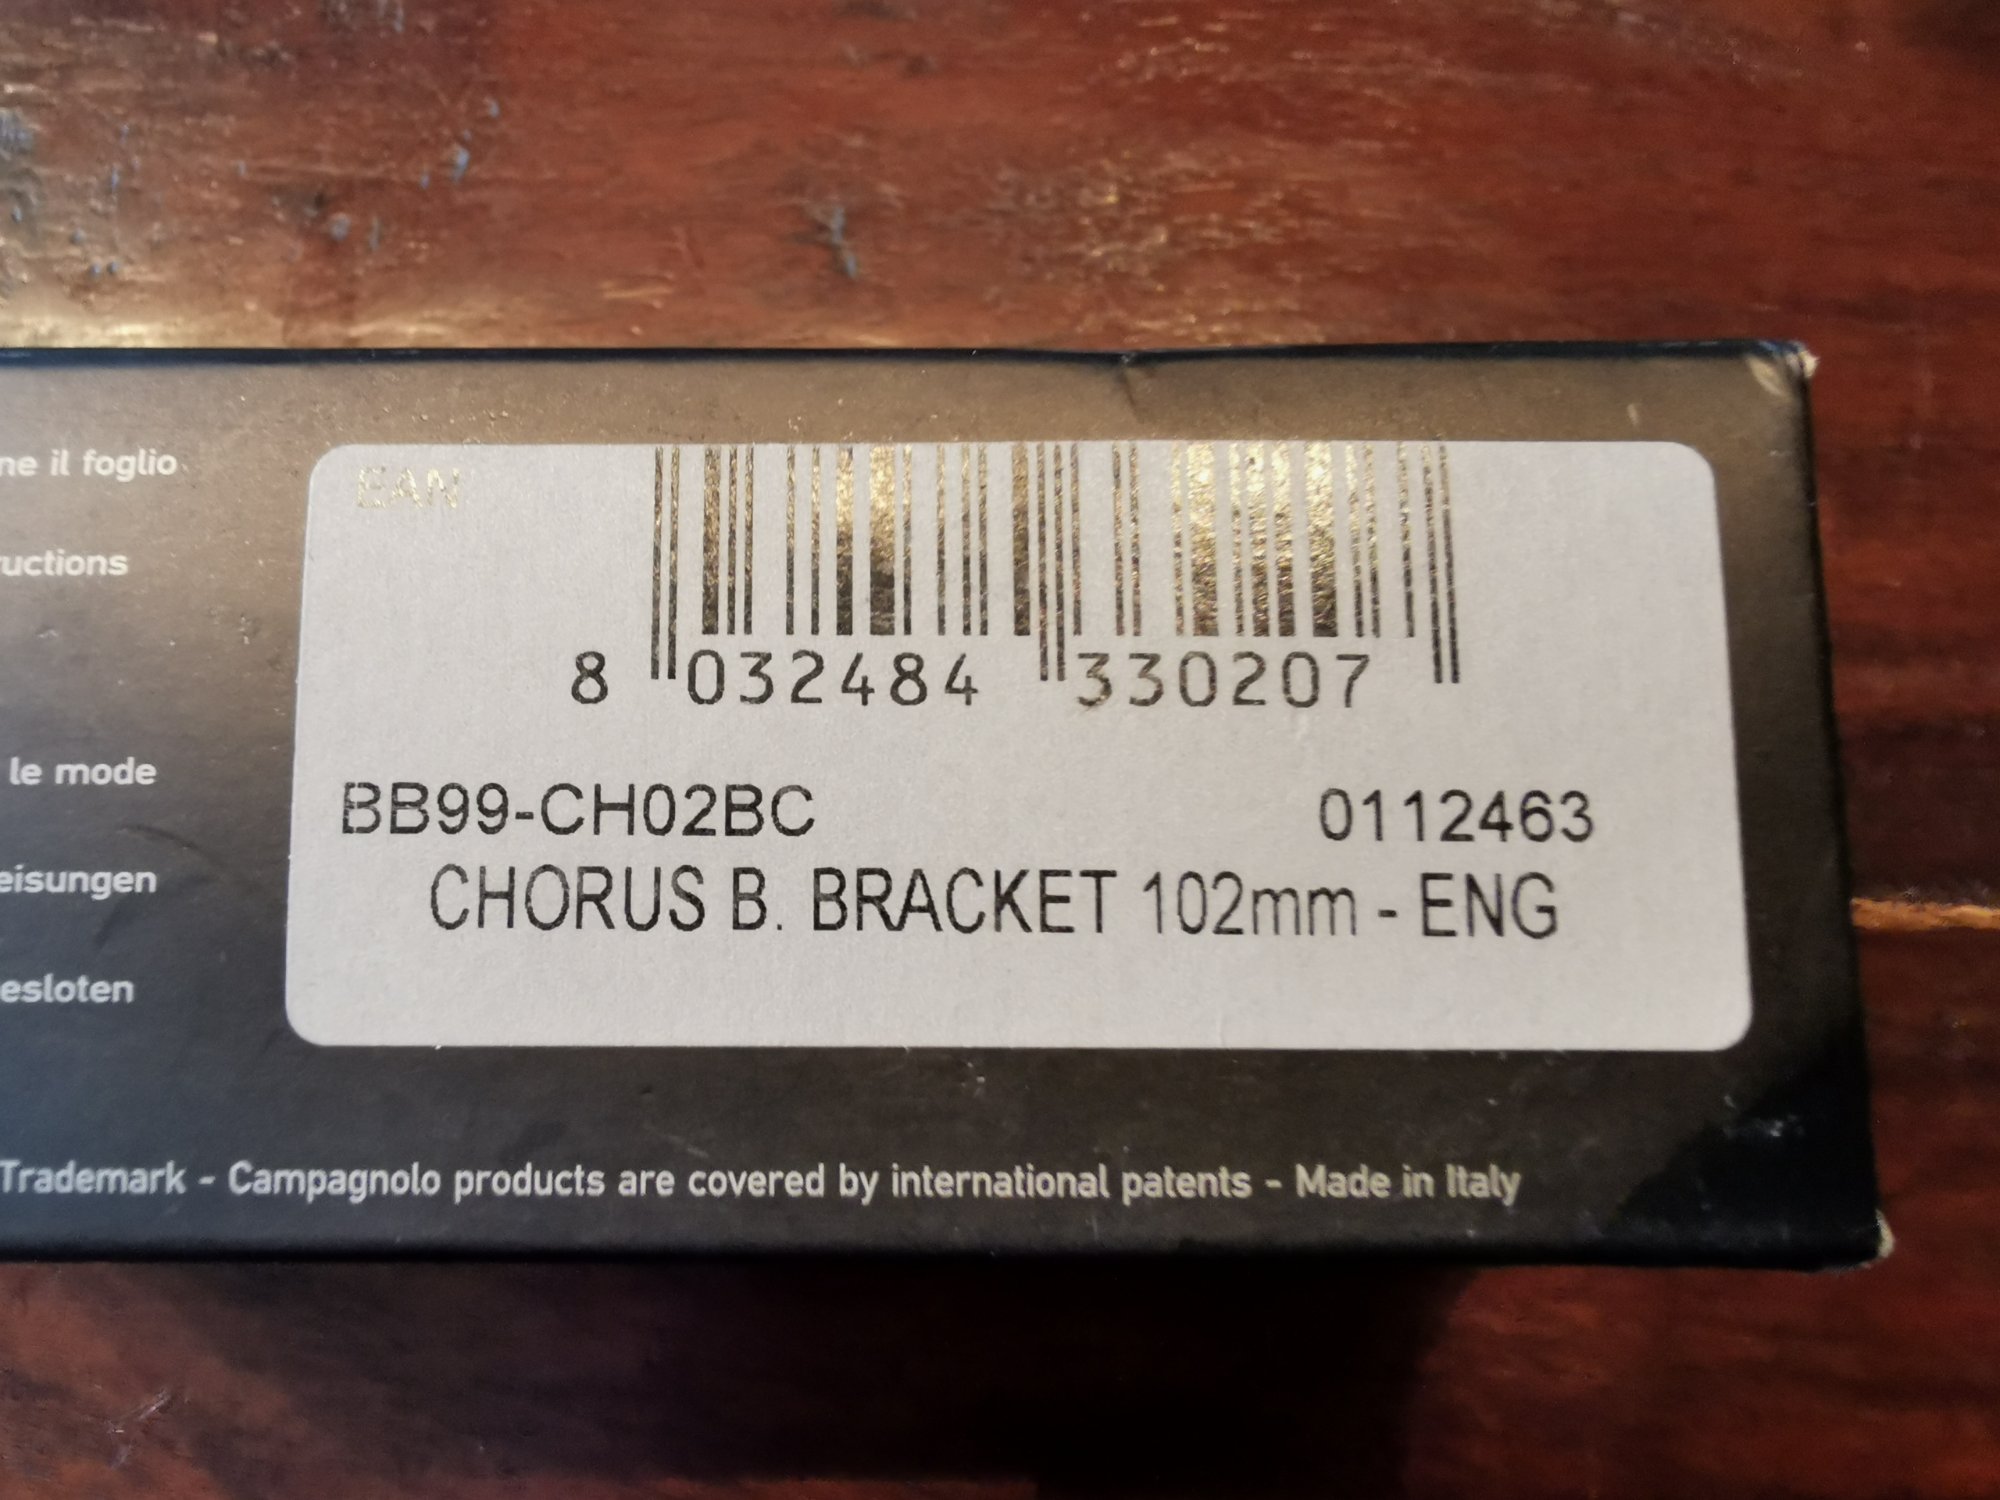 ne il foglio
uctions
le mode
eisungen
esloten
EAN
8 032484 330207
BB99-CH02BC 0112463
CHORUS B. BRACKET 102mm - ENG
Trademark - Campagnolo products are covered by international patents - Made in Italy